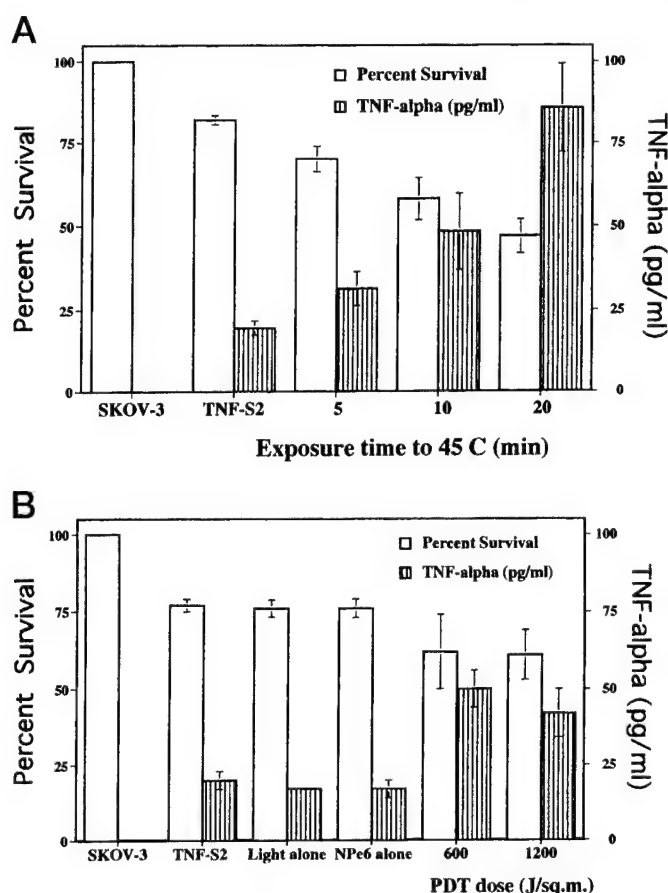 A
Percent Survival
TNF-alpha (pg/ml)
100
75
50
25
0
Percent Survival
100
75
50
25
0
TNF-alpha
(pg/ml)
SKOV-3 TNF-S2 5 10 20
Exposure time to 45 C (min)
B
Percent Survival
TNF-alpha (pg/ml)
100
75
50
25
0
Percent Survival
100
75
50
25
0
TNF-alpha
(pg/ml)
SKOV-3 TNF-S2 Light alone NPe6 alone 600 1200
PDT dose (J/sq.m.)